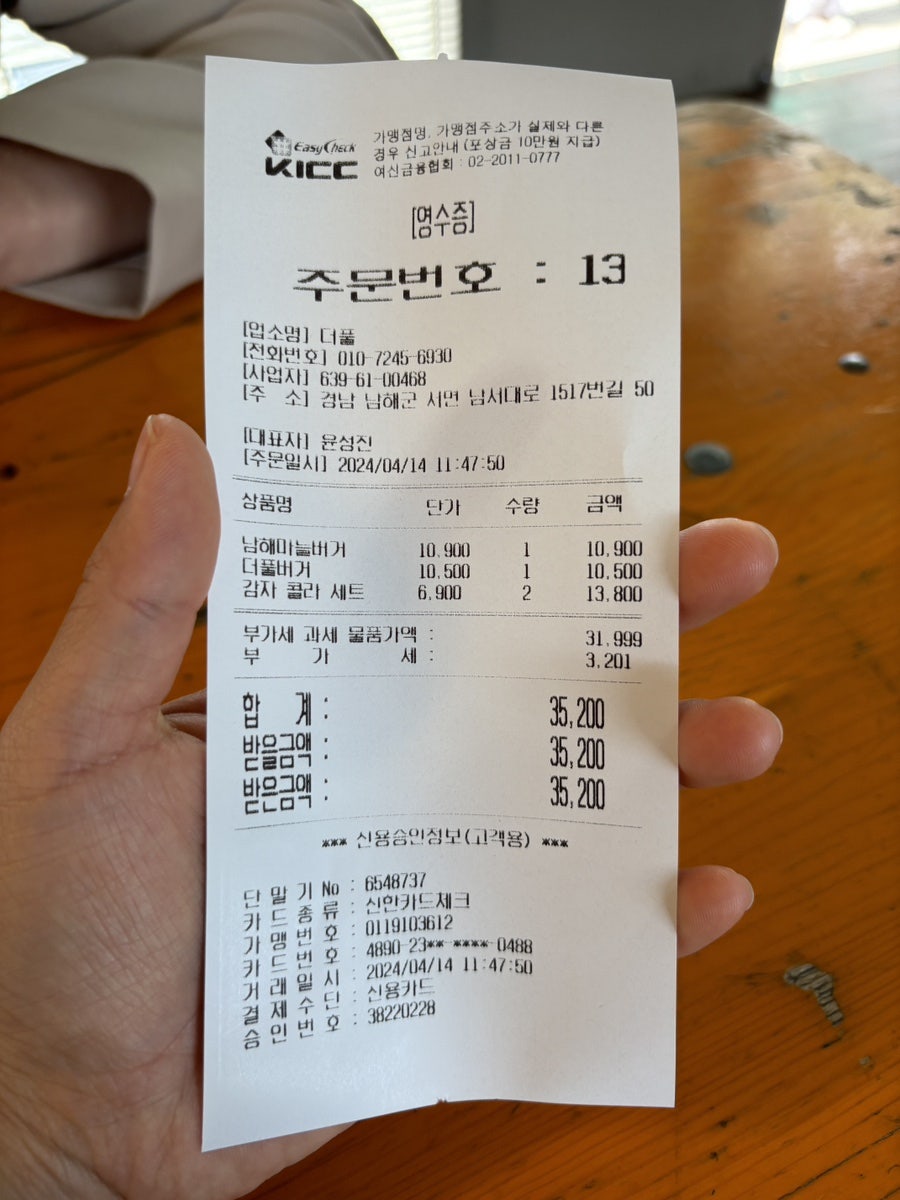 EasyCheck
KICC
가맹점명, 가맹점주소가 실제와 다른
경우 신고안내 (포상금 10만원 지급)
여신금융협회 : 02-2011-0777
[영수증]
주문번호 : 13
[업소명] 더풀
[전화번호] 010-7245-6930
[사업자] 639-61-00468
[주 소] 경남 남해군 서면 남서대로 1517번길 50
[대표자] 윤성진
[주문일시] 2024/04/14 11:47:50
상품명 단가 수량 금액
남해마늘버거 10,900 1 10,900
더풀버거 10,500 1 10,500
감자 콜라 세트 6,900 2 13,800
부가세 과세 물품가액 : 31,999
부 가 세 : 3,201
합 계 : 35,200
받을금액 : 35,200
받은금액 : 35,200
*** 신용승인정보(고객용) ***
단 말 기 No : 6548737
카 드 종 류 : 신한카드체크
가 맹 번 호 : 0119103612
카 드 번 호 : 4890-23**-****-0488
거 래 일 시 : 2024/04/14 11:47:50
결 제 수 단 : 신용카드
승 인 번 호 : 38220228